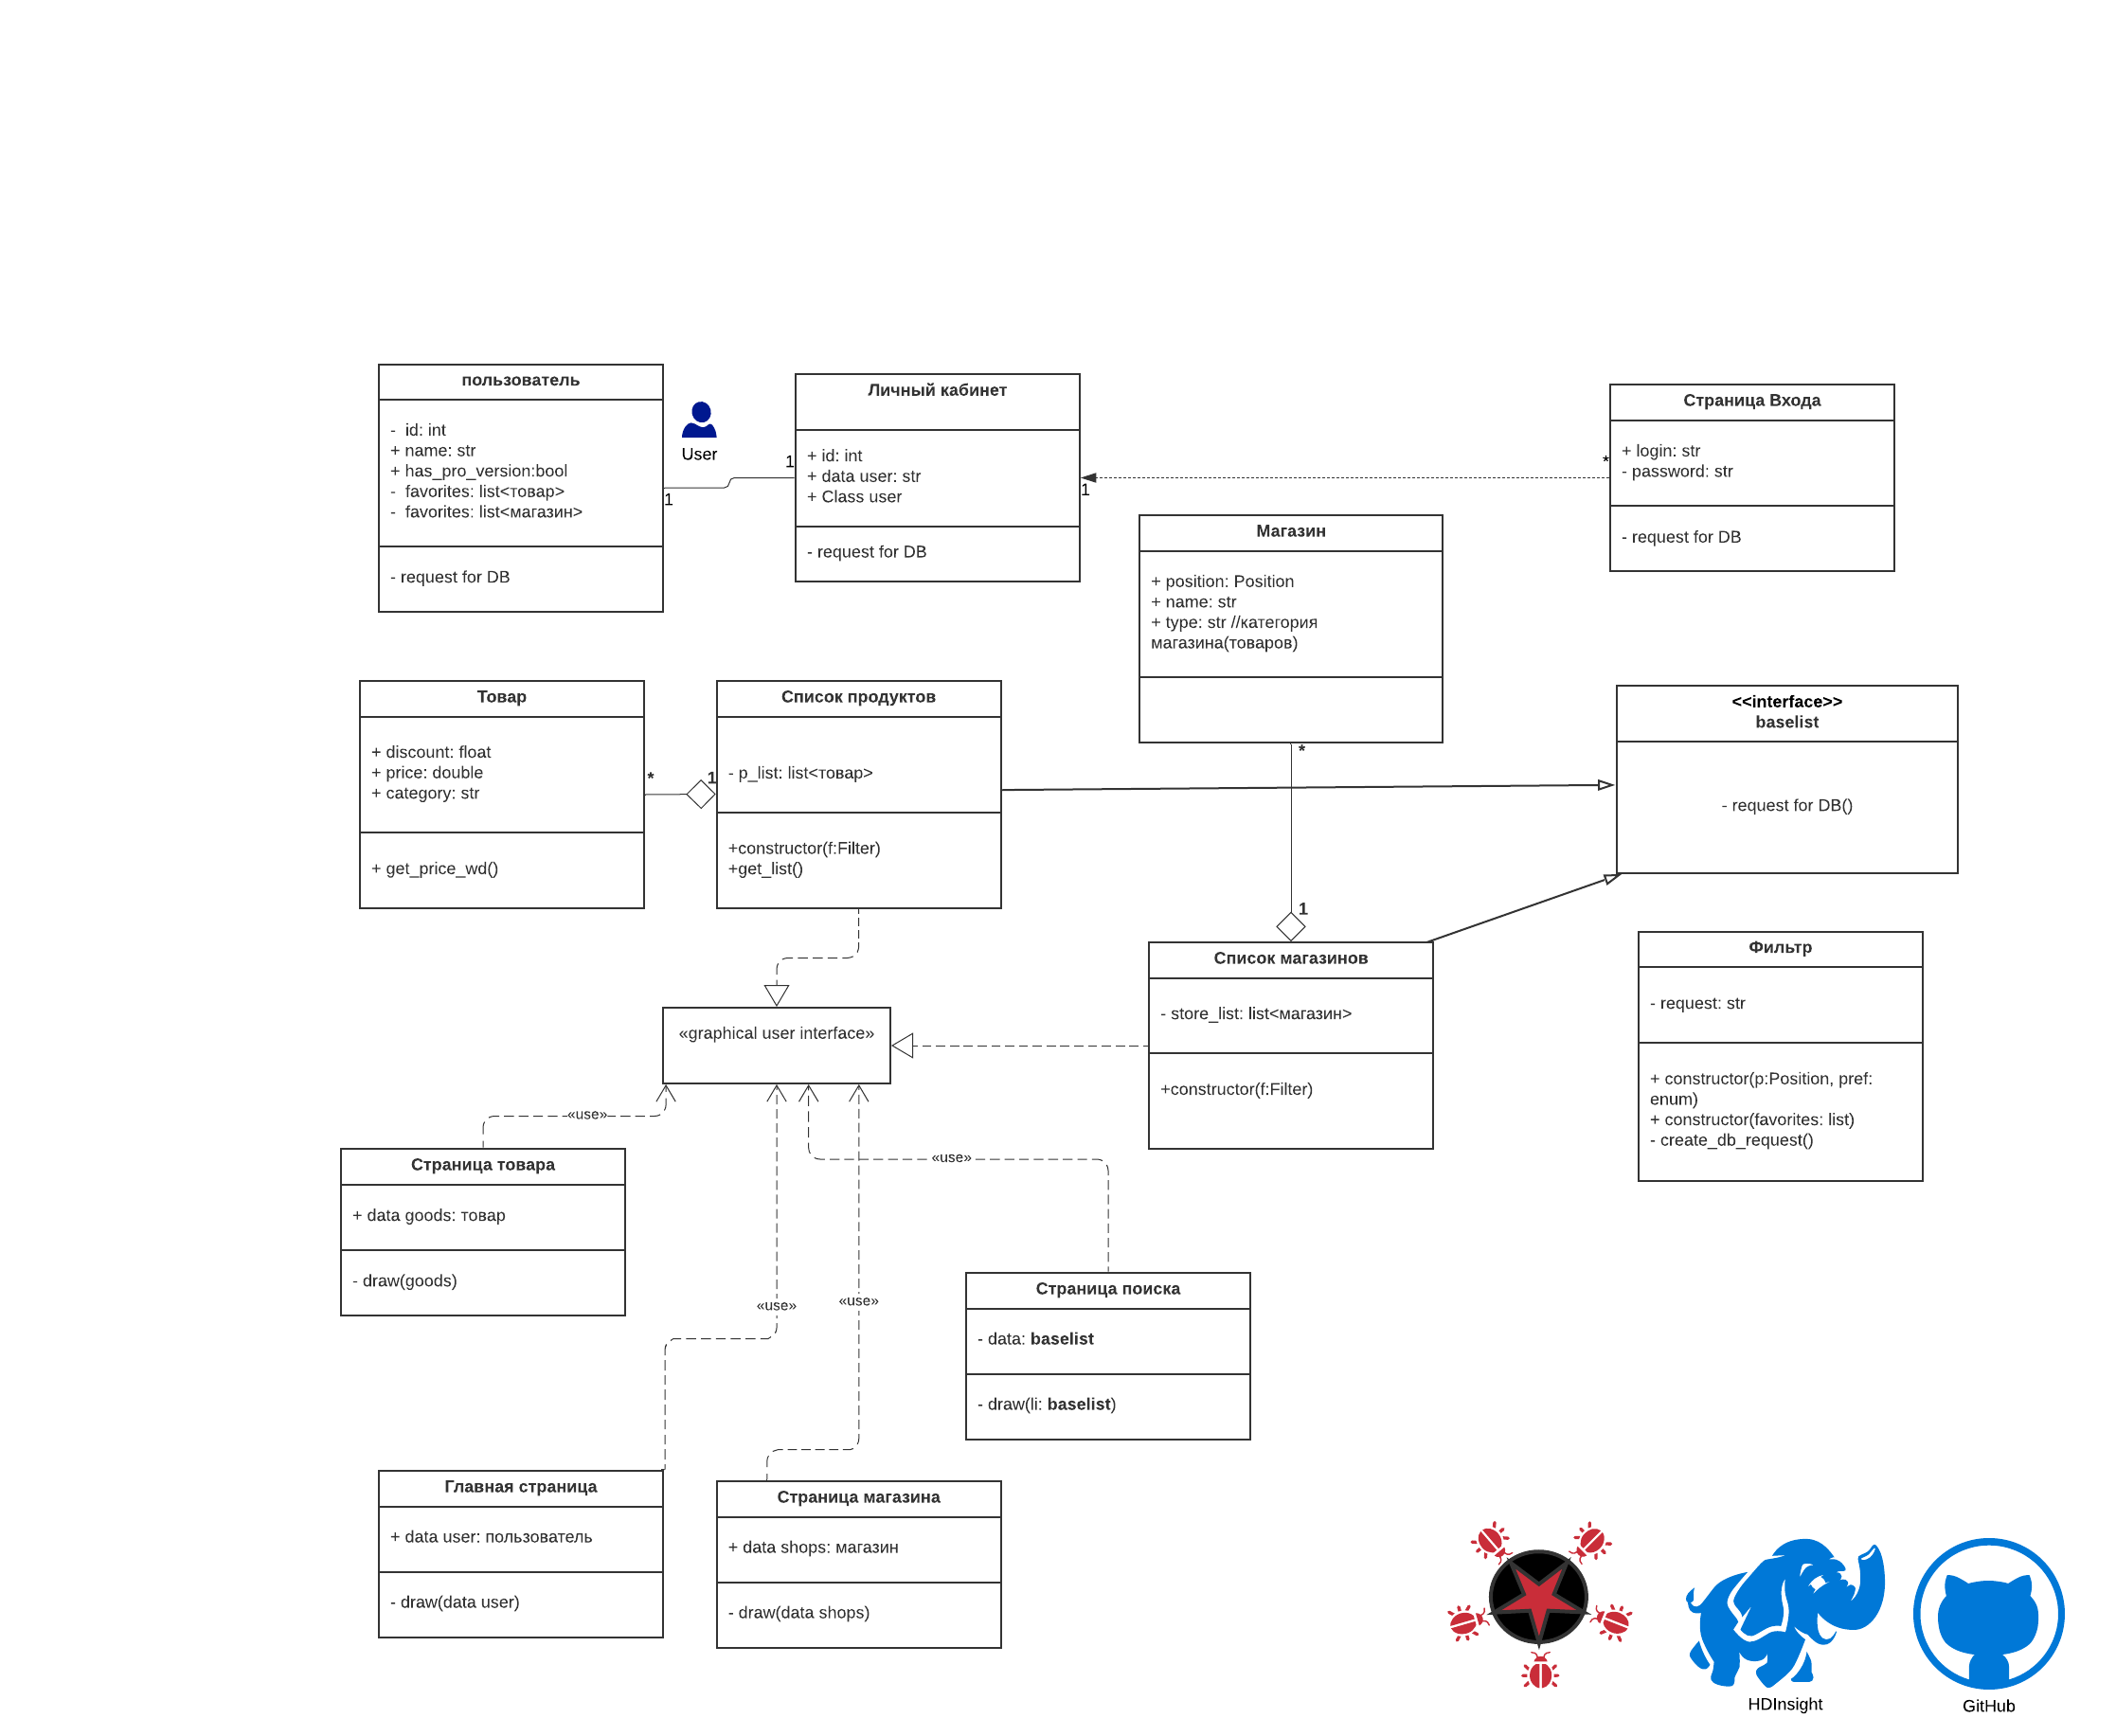 пользователь
-  id: int
+ name: str
+ has_pro_version:bool
-  favorites: list<товар>
-  favorites: list<магазин>
- request for DB
User
1
1
Личный кабинет
+ id: int
+ data user: str
+ Class user
- request for DB
1
*
Страница Входа
+ login: str
- password: str
- request for DB
Магазин
+ position: Position
+ name: str
+ type: str //категория
магазина(товаров)
*
1
Товар
+ discount: float
+ price: double
+ category: str
+ get_price_wd()
*
1
Список продуктов
- p_list: list<товар>
+constructor(f:Filter)
+get_list()
<<interface>>
baselist
- request for DB()
Список магазинов
- store_list: list<магазин>
+constructor(f:Filter)
Фильтр
- request: str
+ constructor(p:Position, pref:
enum)
+ constructor(favorites: list)
- create_db_request()
«graphical user interface»
«use»
«use»
«use»
«use»
Страница товара
+ data goods: товар
- draw(goods)
Страница поиска
- data: baselist
- draw(li: baselist)
Главная страница
+ data user: пользователь
- draw(data user)
Страница магазина
+ data shops: магазин
- draw(data shops)
HDInsight
GitHub